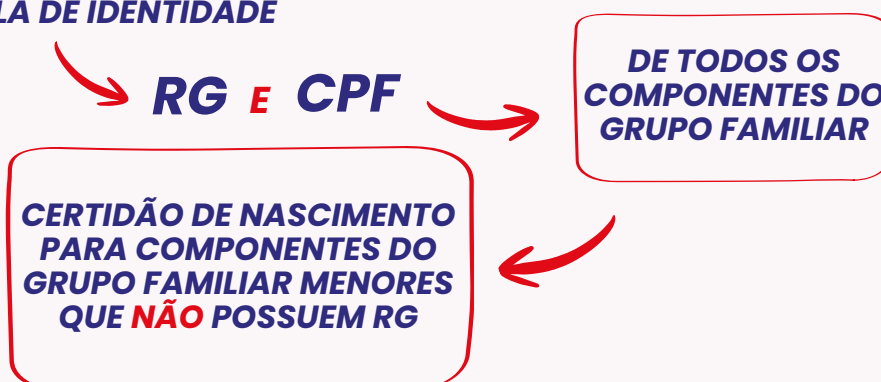 LA DE IDENTIDADE
RG E CPF
DE TODOS OS
COMPONENTES DO
GRUPO FAMILIAR
CERTIDÃO DE NASCIMENTO
PARA COMPONENTES DO
GRUPO FAMILIAR MENORES
QUE NÃO POSSUEM RG